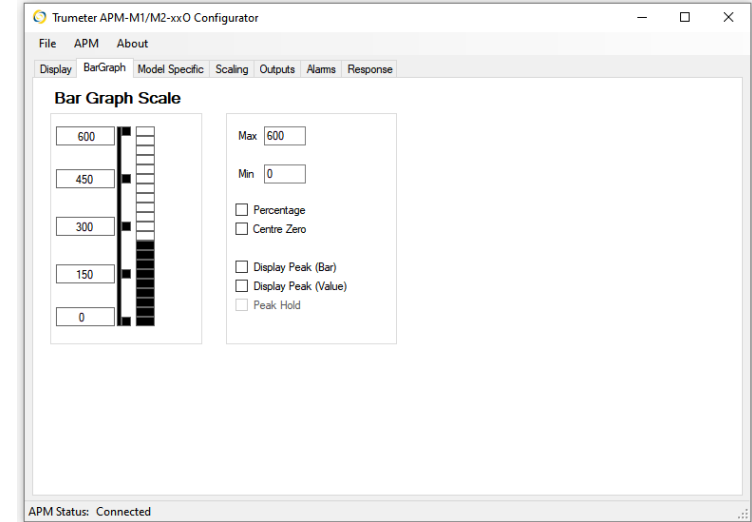 Trumeter APM-M1/M2-xxO Configurator
File APM About
Display BarGraph Model Specific Scaling Outputs Alarms Response
Bar Graph Scale
600
450
300
150
0
Max 600
Min 0
Percentage
Centre Zero
Display Peak (Bar)
Display Peak (Value)
Peak Hold
APM Status: Connected